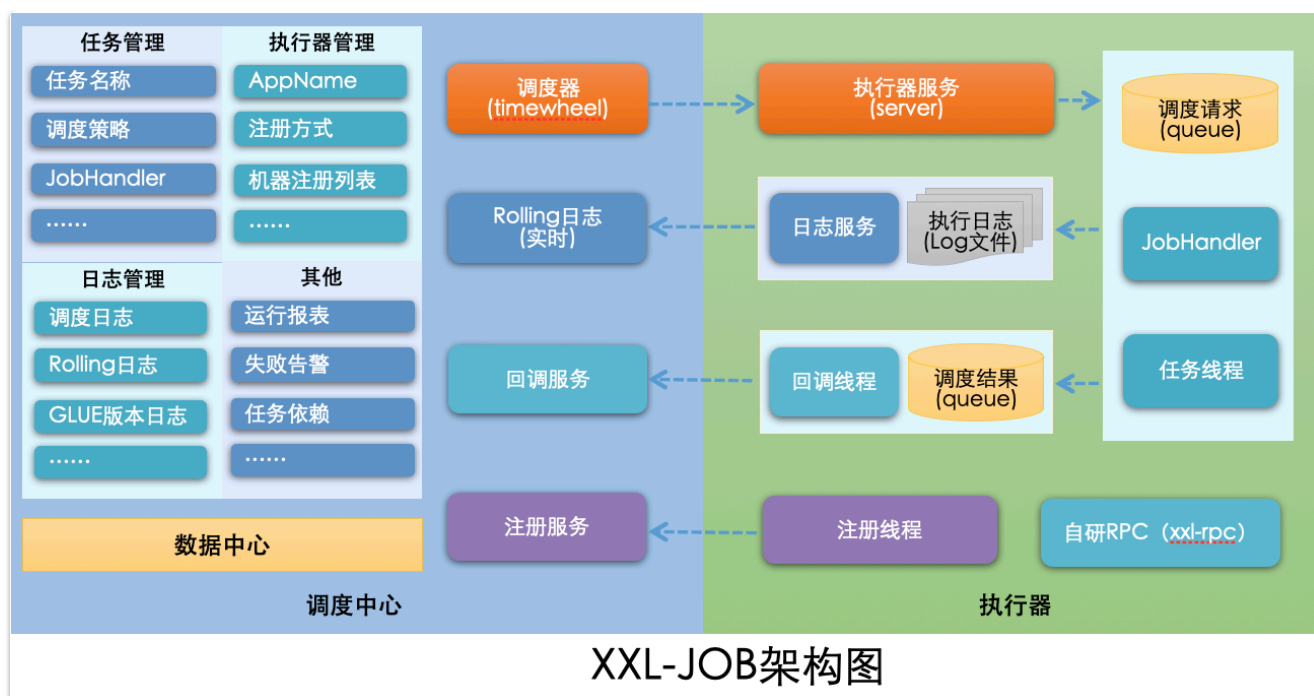 任务管理
任务名称
调度策略
JobHandler
……
执行器管理
AppName
注册方式
机器注册列表
……
日志管理
调度日志
Rolling日志
GLUE版本日志
……
其他
运行报表
失败告警
任务依赖
……
数据中心
调度器
(timewheel)
Rolling日志
(实时)
回调服务
注册服务
调度中心
执行器服务
(server)
日志服务
执行日志
(Log文件)
回调线程
调度结果
(queue)
注册线程
调度请求
(queue)
JobHandler
任务线程
自研RPC（xxl-rpc）
执行器
XXL-JOB架构图